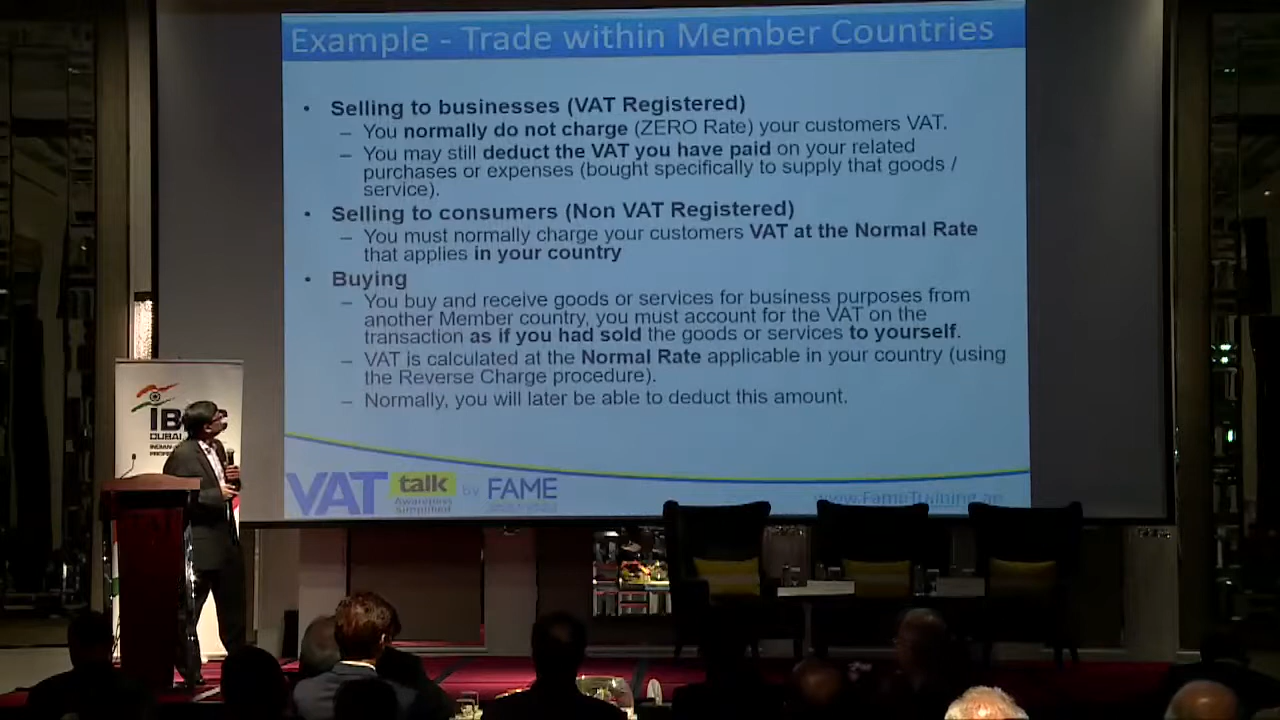 Example - Trade within Member Countries
• Selling to businesses (VAT Registered)
– You normally do not charge (ZERO Rate) your customers VAT.
– You may still deduct the VAT you have paid on your related
purchases or expenses (bought specifically to supply that goods /
service).
• Selling to consumers (Non VAT Registered)
– You must normally charge your customers VAT at the Normal Rate
that applies in your country
• Buying
– You buy and receive goods or services for business purposes from
another Member country, you must account for the VAT on the
transaction as if you had sold the goods or services to yourself.
– VAT is calculated at the Normal Rate applicable in your country (using
the Reverse Charge procedure).
– Normally, you will later be able to deduct this amount.
VAT talk by FAME
Awareness
Simplified
www.FameTraining.ae
DUBAI